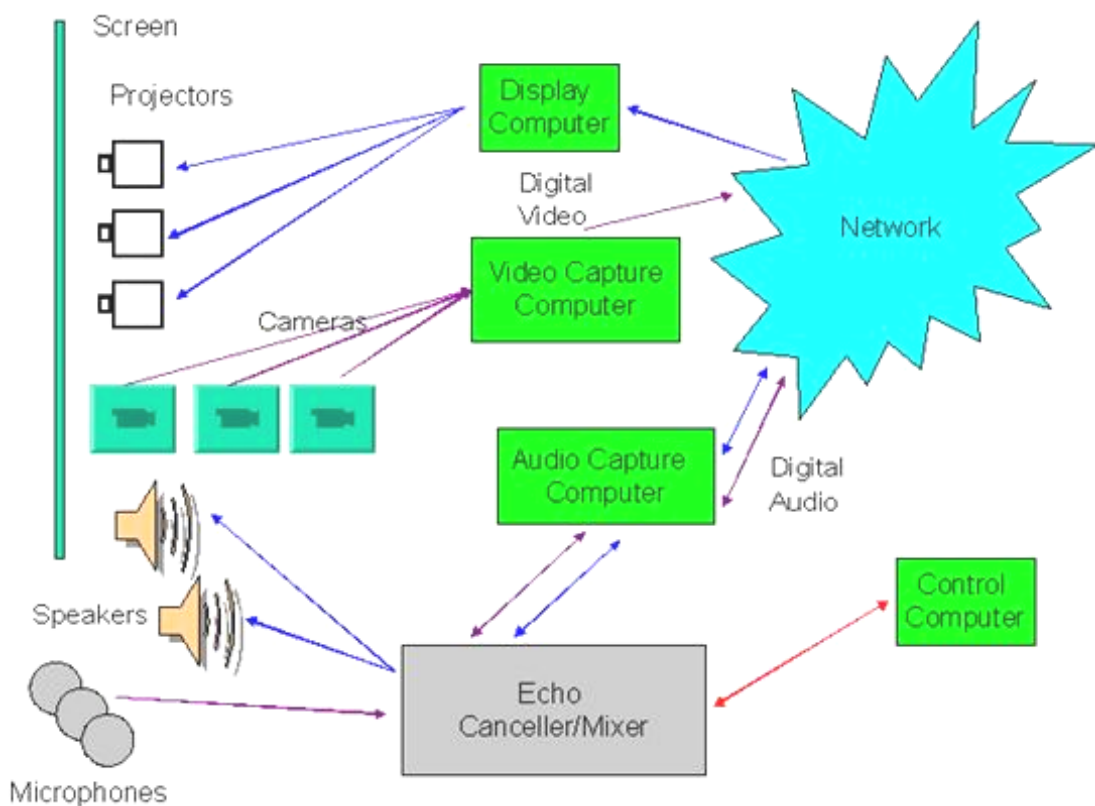 Screen
Projectors
Display
Computer
Digital
Video
Network
Video Capture
Computer
Cameras
Audio Capture
Computer
Digital
Audio
Control
Computer
Speakers
Echo
Canceller/Mixer
Microphones